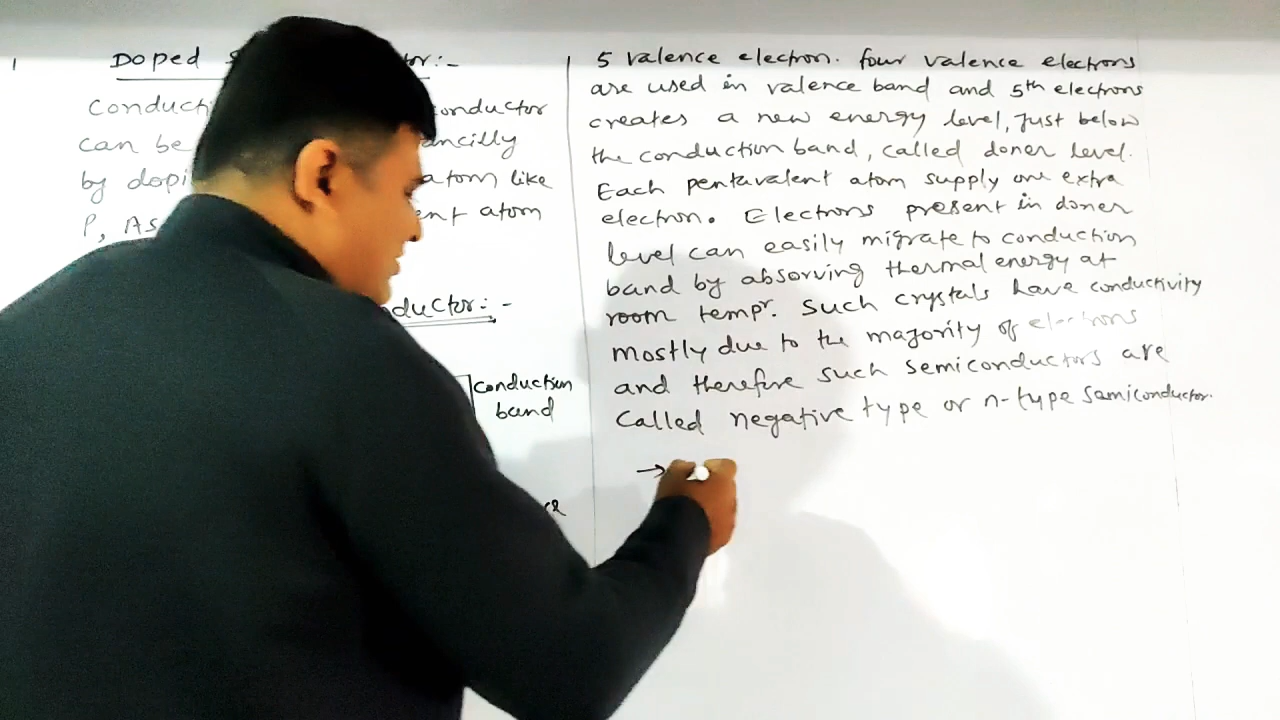 Doped
Conducti onductor
can be ancilly
by dopi atom like
P, As ent atom
ductor:-
conduction
band
5 valence electron. four valence electrons
are used in valence band and 5th electrons
creates a new energy level, just below
the conduction band, called doner level.
Each pentavalent atom supply one extra
electron. Electrons present in doner
level can easily migrate to conduction
band by absorving thermal energy at
room tempr. Such crystals have conductivity
mostly due to the majority of electrons
and therefore such semiconductors are
called negative type or n-type samiconductor.
→